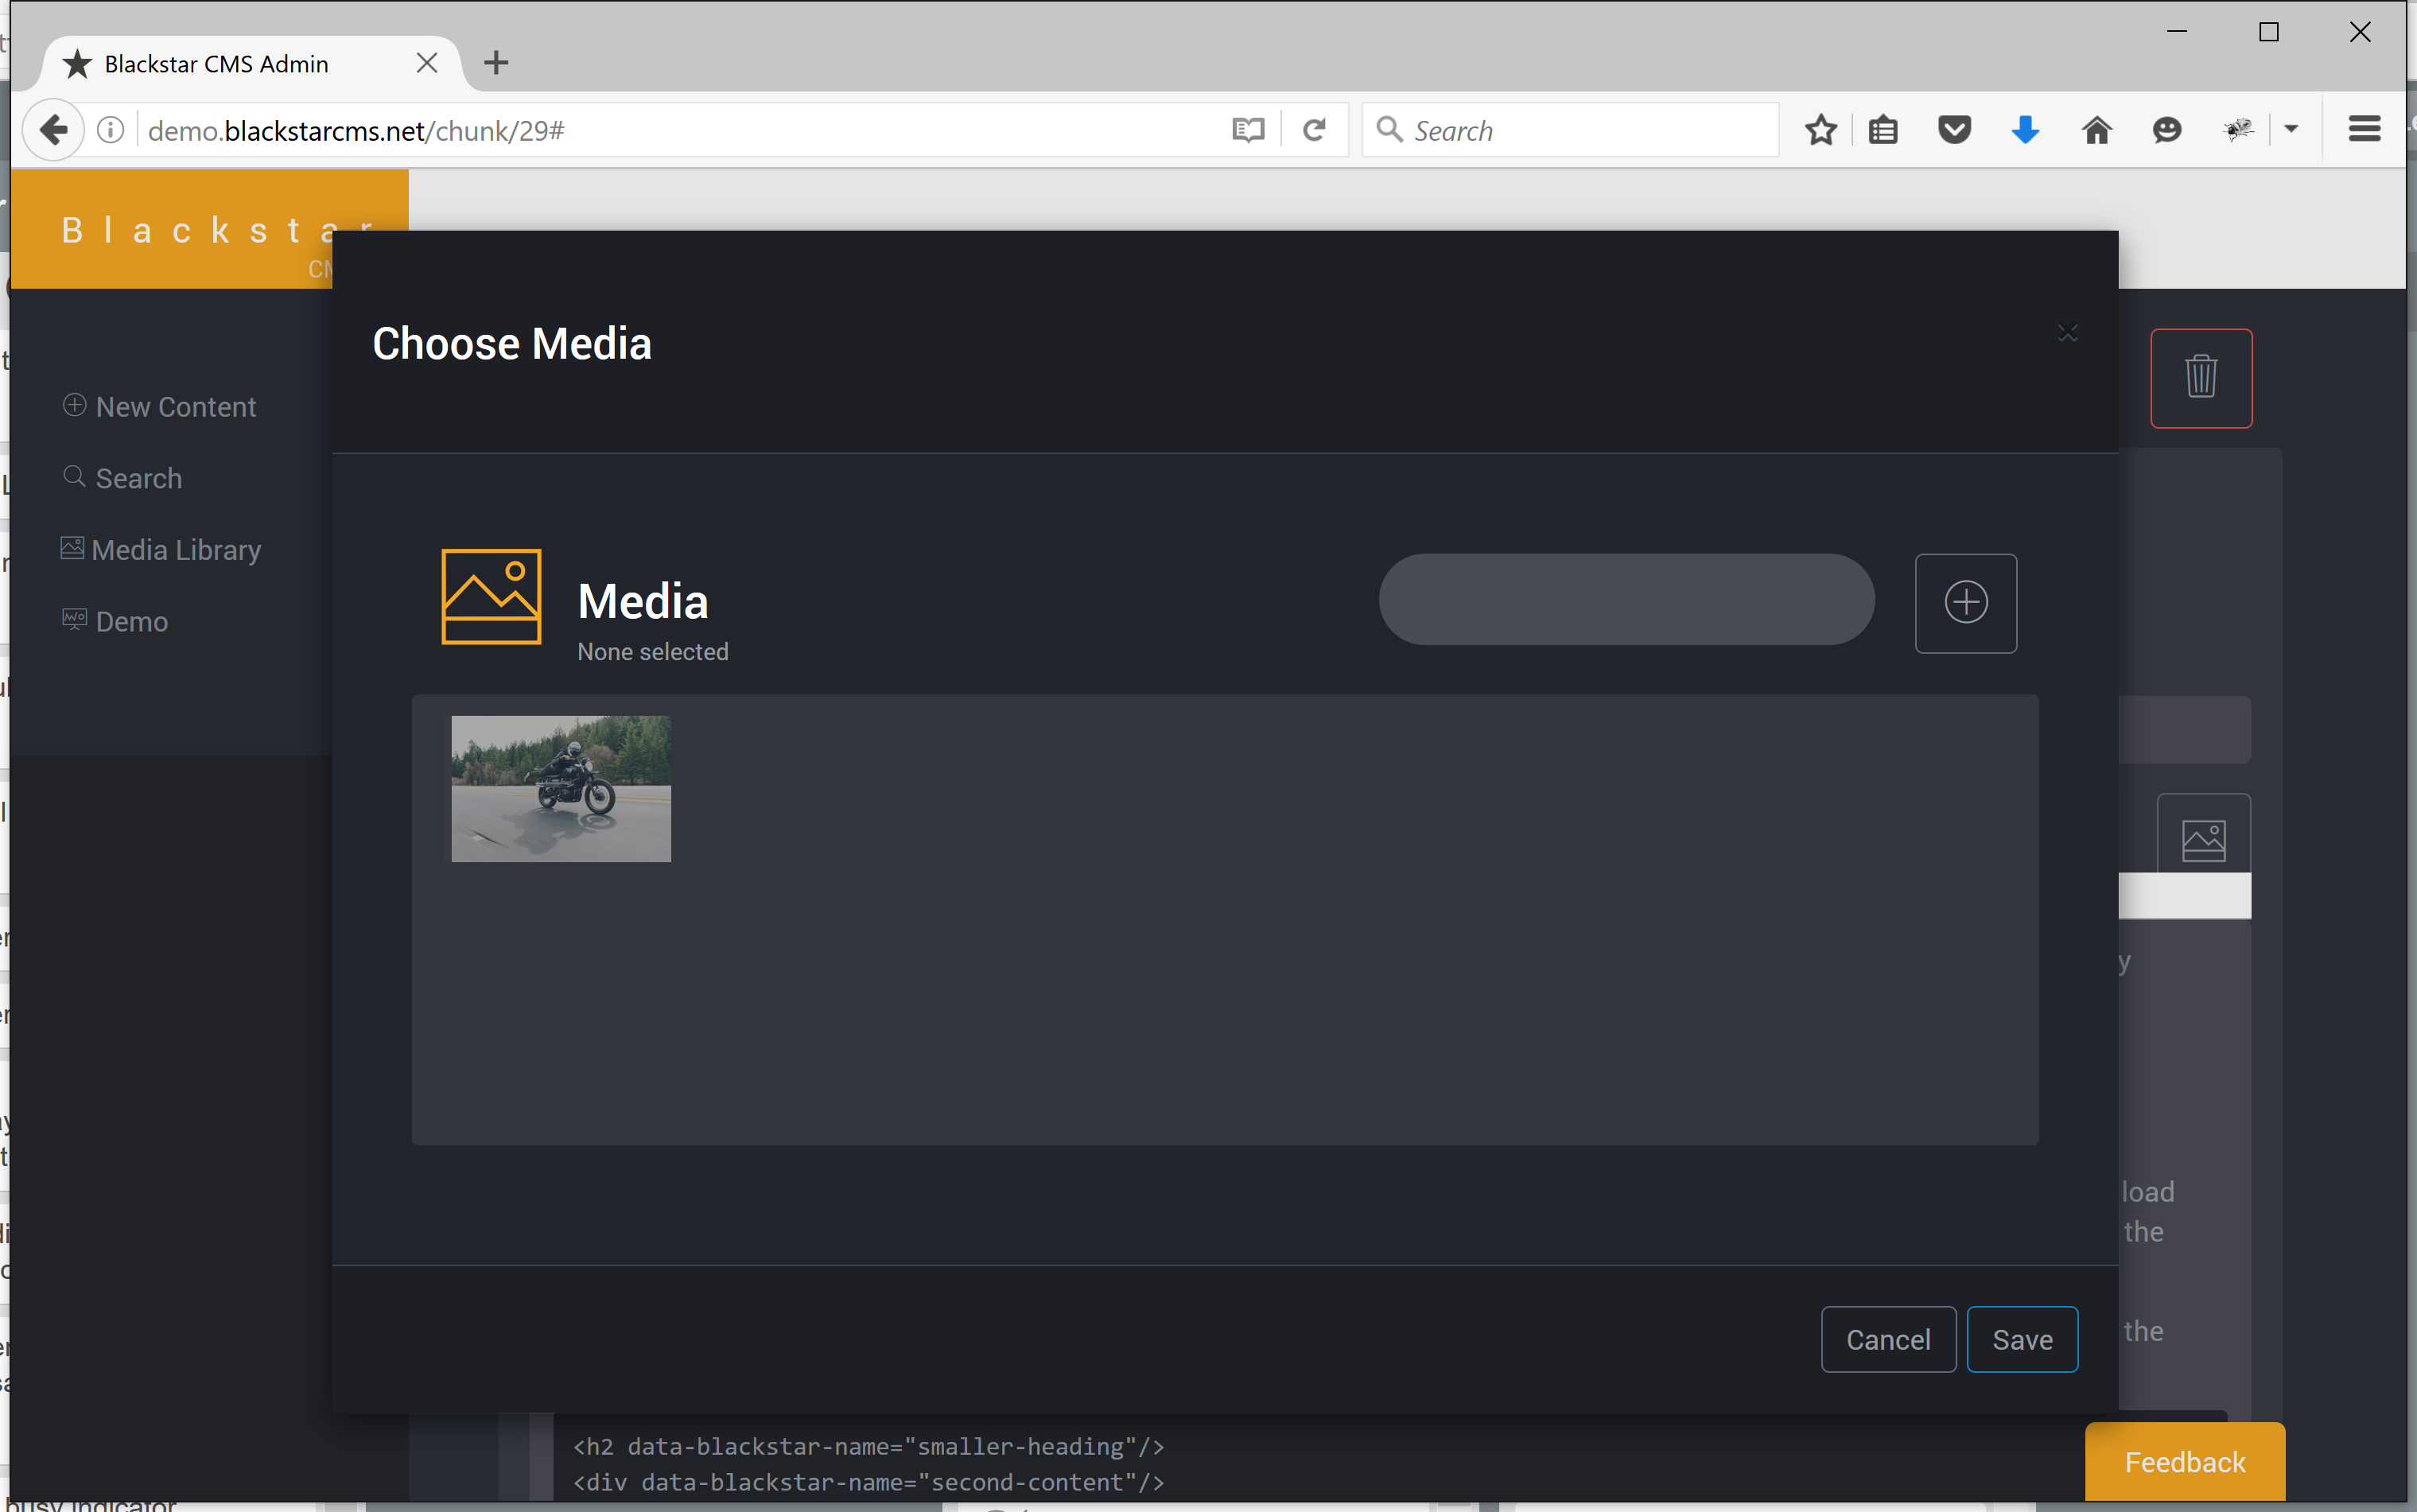 Blackstar CMS Admin
demo.blackstarcms.net/chunk/29#
Search
Blackstar
Choose Media
New Content
Search
Media Library
Demo
Media
None selected
y
load
the
the
Cancel
Save
<h2 data-blackstar-name="smaller-heading"/>
<div data-blackstar-name="second-content"/>
Feedback
busy indicator